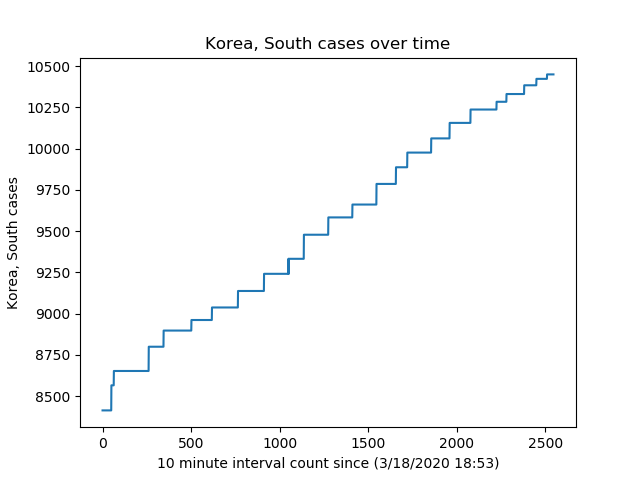 Korea, South cases over time
10500
10250
10000
9750
9500
9250
9000
8750
8500
Korea, South cases
0 500 1000 1500 2000 2500
10 minute interval count since (3/18/2020 18:53)